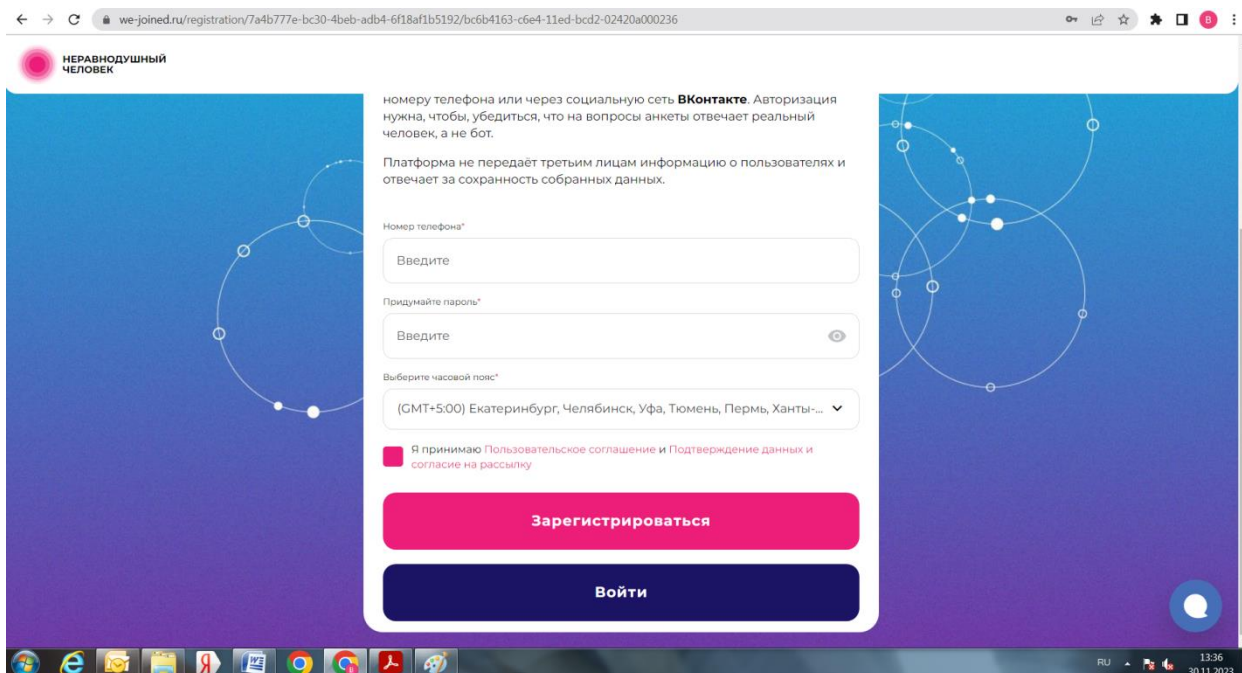 we-joined.ru/registration/7a4b777e-bc30-4beb-adb4-6f18af1b5192/bc6b4163-c6e4-11ed-bcd2-02420a000236
В
НЕРАВНОДУШНЫЙ
ЧЕЛОВЕК
номеру телефона или через социальную сеть ВКонтакте. Авторизация
нужна, чтобы, убедиться, что на вопросы анкеты отвечает реальный
человек, а не бот.
Платформа не передаёт третьим лицам информацию о пользователях и
отвечает за сохранность собранных данных.
Номер телефона*
Введите
Придумайте пароль*
Введите
Выберите часовой пояс*
(GMT+5:00) Екатеринбург, Челябинск, Уфа, Тюмень, Пермь, Ханты-...
Я принимаю Пользовательское соглашение и Подтверждение данных и
согласие на рассылку
Зарегистрироваться
Войти
RU
13:36
30.11.2023